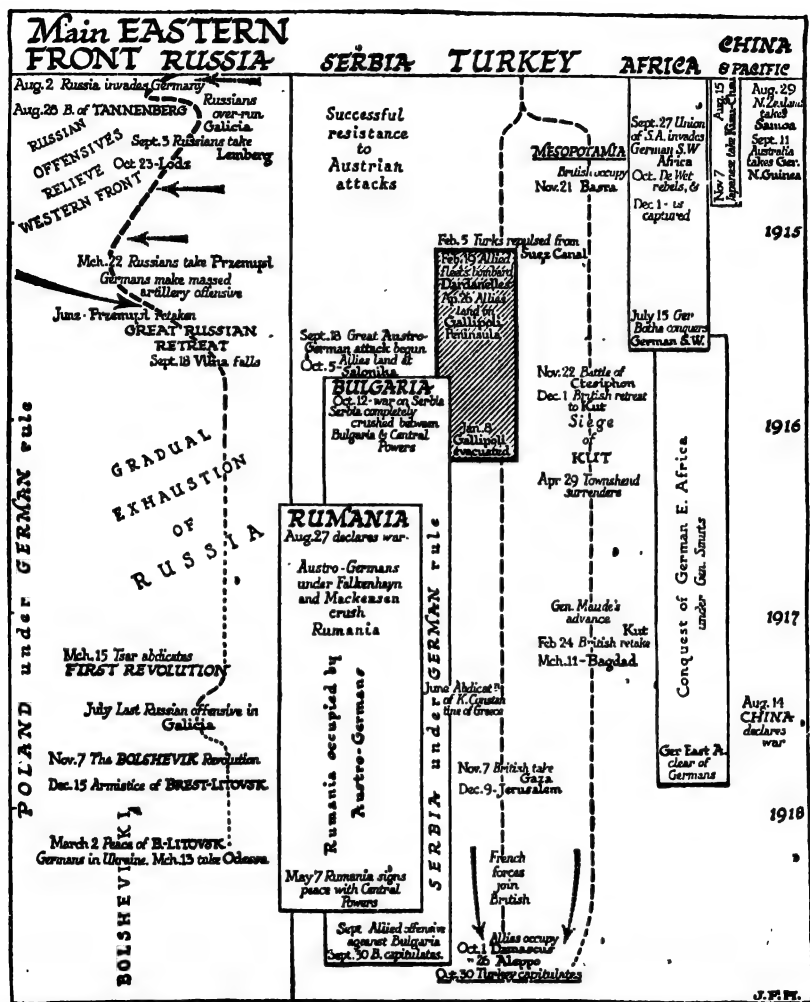 Main EASTERN
FRONT RUSSIA
SERBIA
TURKEY
AFRICA
CHINA
& PACIFIC
Aug. 2 Russia invades Germany
Aug. 28 B. of TANNENBERG
Russians
over-run
Galicia
Sept. 3 Russians take
Lemberg
Oct 23-Lodz
RUSSIAN
OFFENSIVES
RELIEVE
WESTERN FRONT
Mch. 22 Russians take Przemysl
Germans make massed
artillery offensive
June - Przemysl Retaken
GREAT RUSSIAN
RETREAT
Sept. 18 Vilna falls
POLAND under GERMAN rule
GRADUAL
EXHAUSTION
OF
RUSSIA
Mch. 15 Tsar abdicates
FIRST REVOLUTION
July Last Russian offensive in
Galicia
Nov. 7 The BOLSHEVIK Revolution
Dec. 15 Armistice of BREST-LITOVSK
March 2 Peace of B.-LITOVSK
Germans in Ukraine. Mch. 13 take Odessa
BOLSHEVIKI
Successful
resistance
to
Austrian
attacks
Sept. 18 Great Austro-
German attack begun
Oct. 5- Allies land at
Salonika
BULGARIA
Oct. 12 - war on Serbia
Serbia completely
crushed between
Bulgaria & Central
Powers
RUMANIA
Aug. 27 declares war
Austro-Germans
under Falkenhayn
and Mackensen
crush
Rumania
Rumania occupied by
Austro-Germans
May 7 Rumania signs
peace with Central
Powers
SERBIA under GERMAN rule
Sept Allied offensive
against Bulgaria
Sept. 30 B. capitulates.
MESOPOTAMIA
British occupy
Nov. 21 Basra
Feb. 5 Turks repulsed from
Suez Canal
Feb. 19 Allied
fleets bombard
Dardanelles
Ap. 26 Allies
land on
Gallipoli
Peninsula
Jan. 8
Gallipoli
evacuated
Nov. 22 Battle of
Ctesiphon
Dec. 1 British retreat
to Kut
Siege
of
KUT
Apr 29 Townshend
surrenders
Gen. Maude's
advance
Kut
Feb 24 British retake
Mch. 11-Bagdad
June Abdicatn
of K. Constan
tine of Greece
Nov. 7 British take
Gaza
Dec. 9-Jerusalem
French
forces
join
British
Allies occupy
Oct. 1 Damascus
" 26 Aleppo
Oct. 30 Turkey capitulates
Sept. 27 Union
of S.A. invades
German S.W
Africa
Oct. De Wet
rebels, &
Dec. 1 - is
captured
July 15 Gen
Botha conquers
German S.W.
Conquest of German E. Africa
under Gen. Smuts
Ger East A.
clear of
Germans
Aug. 15
Nov 7 Japanese take Kiau-Chau
Aug. 29
N. Zealand
takes
Samoa
Sept. 11
Australia
takes Ger.
N. Guinea
1915
1916
1917
Aug. 14
CHINA
declares
war
1918
J.F.H.